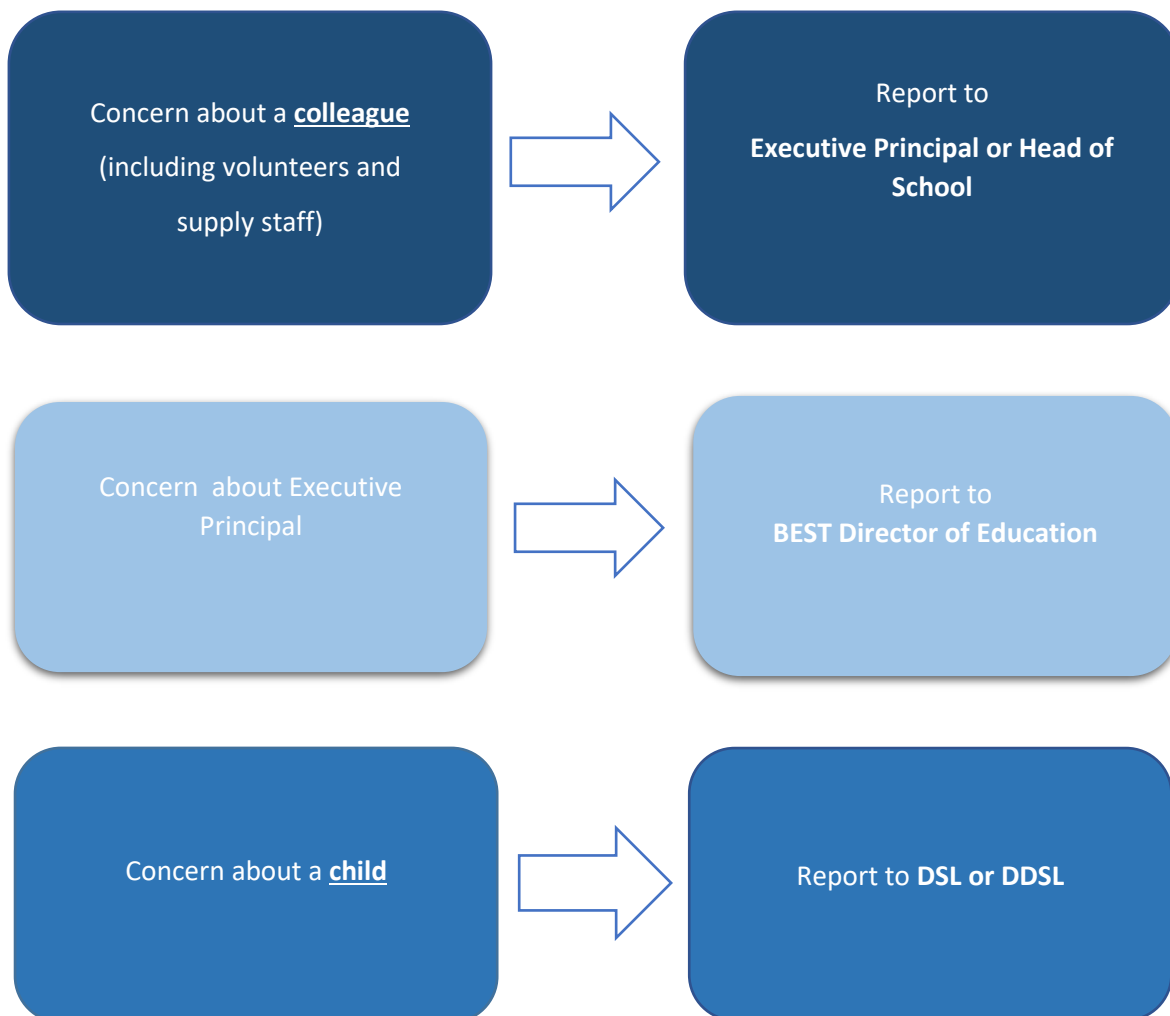 Concern about a colleague
(including volunteers and
supply staff)
Report to
Executive Principal or Head of
School
Concern  about Executive
Principal
Report to
BEST Director of Education
Concern about a child
Report to DSL or DDSL